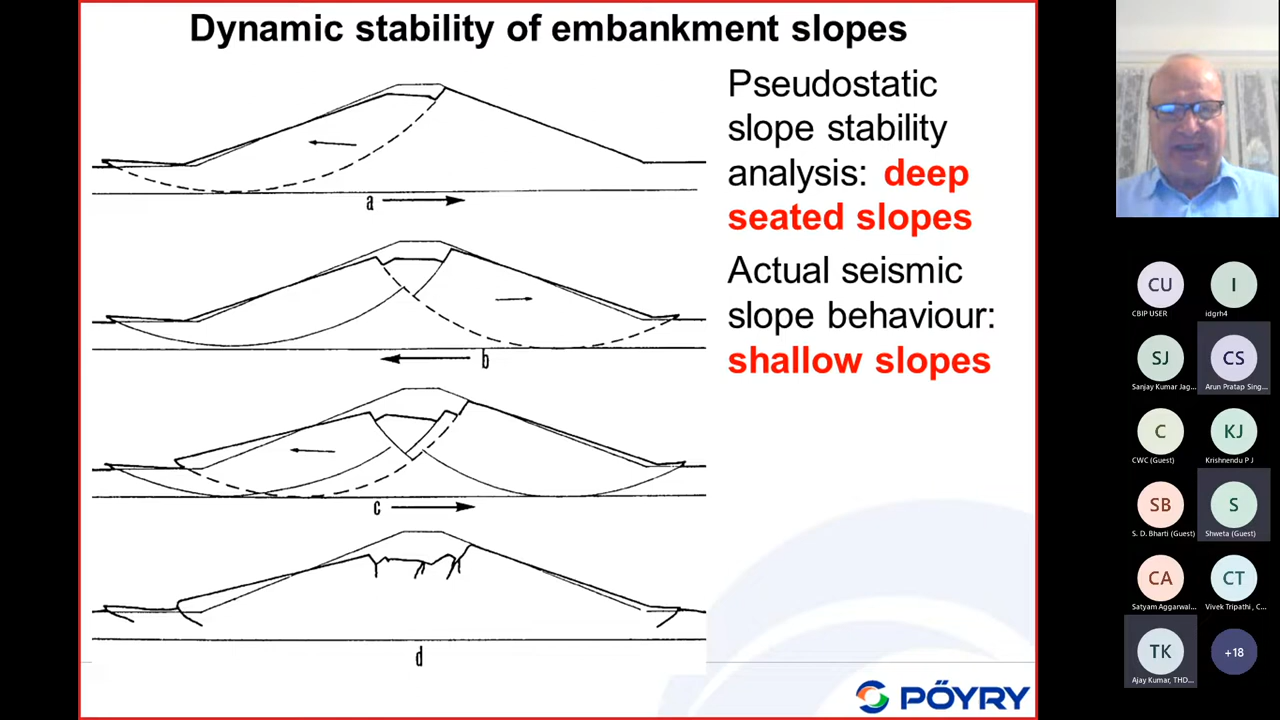 Dynamic stability of embankment slopes
Pseudostatic
slope stability
analysis: deep
seated slopes
Actual seismic
slope behaviour:
shallow slopes
a
b
c
d
PÖYRY
CU
CBIP USER
I
idgrh4
SJ
Sanjay Kumar Jag...
CS
Arun Pratap Sing...
C
CWC (Guest)
KJ
Krishnendu P J
SB
S. D. Bharti (Guest)
S
Shweta (Guest)
CA
Satyam Aggarwal...
CT
Vivek Tripathi , C...
TK
Ajay Kumar, THD...
+18